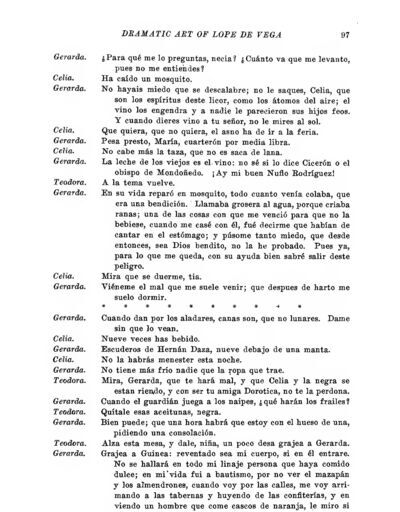 DRAMATIC ART OF LOPE DE VEGA 97
Gerarda. ¿Para qué me lo preguntas, necia? ¿Cuánto va que me levanto,
pues no me entiendes?
Celia. Ha caído un mosquito.
Gerarda. No hayais miedo que se descalabre; no le saques, Celia, que
son los espíritus deste licor, como los átomos del aire; el
vino los engendra y a nadie le parecieron sus hijos feos.
Y cuando dieres vino a tu señor, no le mires al sol.
Celia. Que quiera, que no quiera, el asno ha de ir a la feria.
Gerarda. Pesa presto, María, cuarterón por media libra.
Celia. No cabe más la taza, que no es saca de lana.
Gerarda. La leche de los viejos es el vino: no sé si lo dice Cicerón o el
obispo de Mondoñedo. ¡Ay mi buen Nuflo Rodríguez!
Teodora. A la tema vuelve.
Gerarda. En su vida reparó en mosquito, todo cuanto venía colaba, que
era una bendición. Llamaba grosera al agua, porque criaba
ranas; una de las cosas con que me venció para que no la
bebiese, cuando me casé con él, fué decirme que habían de
cantar en el estómago; y púsome tanto miedo, que desde
entonces, sea Dios bendito, no la he probado. Pues ya,
para lo que me queda, con su ayuda bien sabré salir deste
peligro.
Celia. Mira que se duerme, tía.
Gerarda. Viéneme el mal que me suele venir; que despues de harto me
suelo dormir.
* * * * * * * * *
Gerarda. Cuando dan por los aladares, canas son, que no lunares. Dame
sin que lo vean.
Celia. Nueve veces has bebido.
Gerarda. Escuderos de Hernán Daza, nueve debajo de una manta.
Celia. No la habrás menester esta noche.
Gerarda. No tiene más frío nadie que la ropa que trae.
Teodora. Mira, Gerarda, que te hará mal, y que Celia y la negra se
estan riendo, y con ser tu amiga Dorotica, no te la perdona.
Gerarda. Cuando el guardián juega a los naipes, ¿qué harán los frailes?
Teodora. Quítale esas aceitunas, negra.
Gerarda. Bien puede; que una hora habrá que estoy con el hueso de una,
pidiendo una consolación.
Teodora. Alza esta mesa, y dale, niña, un poco desa grajea a Gerarda.
Gerarda. Grajea a Guinea: reventado sea mi cuerpo, si en él entrare.
No se hallará en todo mi linaje persona que haya comido
dulce; en mi vida fui a bautismo, por no ver el mazapán
y los almendrones, cuando voy por las calles, me voy arri-
mando a las tabernas y huyendo de las confiterías, y en
viendo un hombre que come cascos de naranja, le miro si